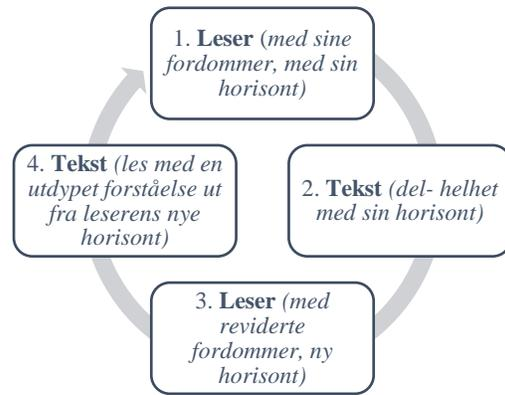 1. Leser (med sine
fordommer, med sin
horisont)
2. Tekst (del- helhet
med sin horisont)
3. Leser (med
reviderte
fordommer, ny
horisont)
4. Tekst (les med en
utdypet forståelse ut
fra leserens nye
horisont)